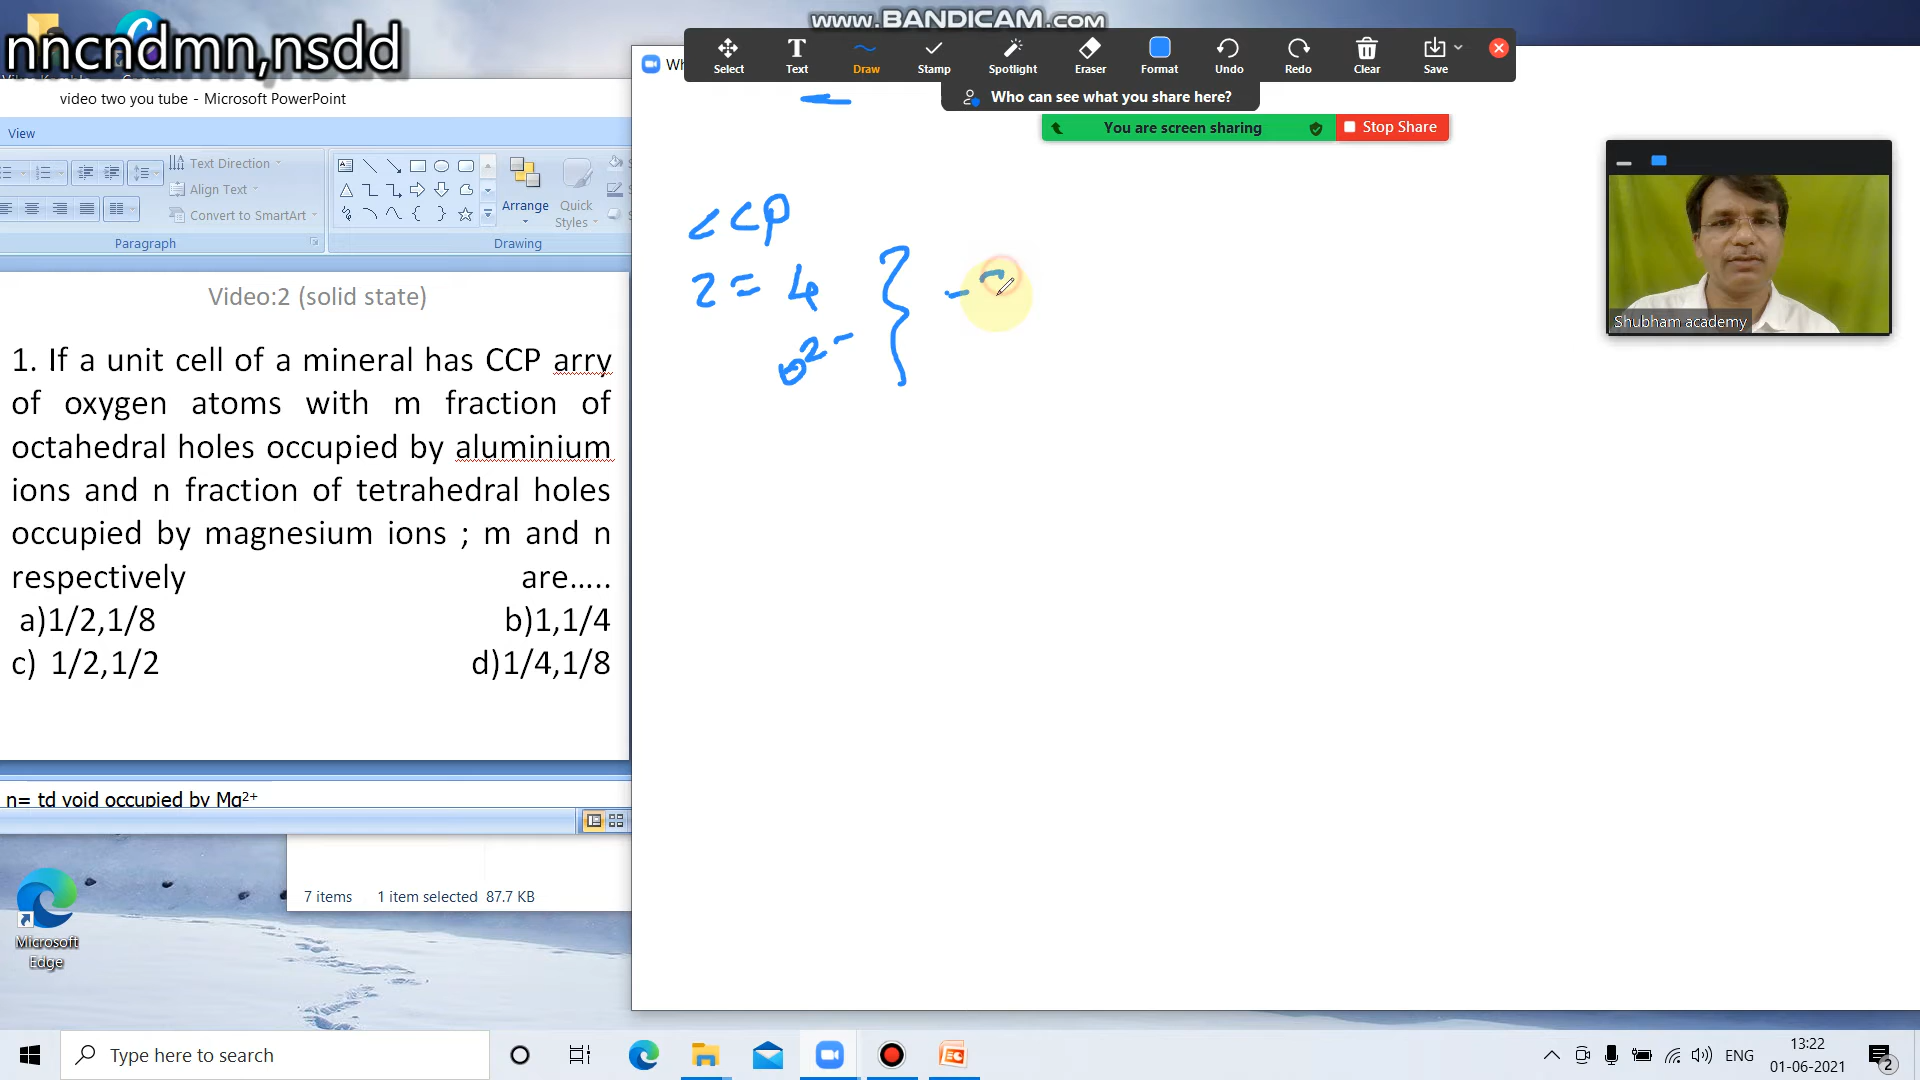 www.BANDICAM.com
nncndmn,nsdd
Select
Text
Draw
Stamp
Spotlight
Eraser
Format
Undo
Redo
Clear
Save
Who can see what you share here?
You are screen sharing
Stop Share
video two you tube - Microsoft PowerPoint
View
Text Direction
Align Text
Convert to SmartArt
Arrange
Quick Styles
Paragraph
Drawing
Video:2 (solid state)
1. If a unit cell of a mineral has CCP arry
of oxygen atoms with m fraction of
octahedral holes occupied by aluminium
ions and n fraction of tetrahedral holes
occupied by magnesium ions ; m and n
respectively are.....
a)1/2,1/8 b)1,1/4
c) 1/2,1/2 d)1/4,1/8
n= td void occupied by Mg²⁺
CCP
Z = 4
O²⁻
Shubham academy
7 items 1 item selected 87.7 KB
Microsoft
Edge
Type here to search
ENG
13:22
01-06-2021
2